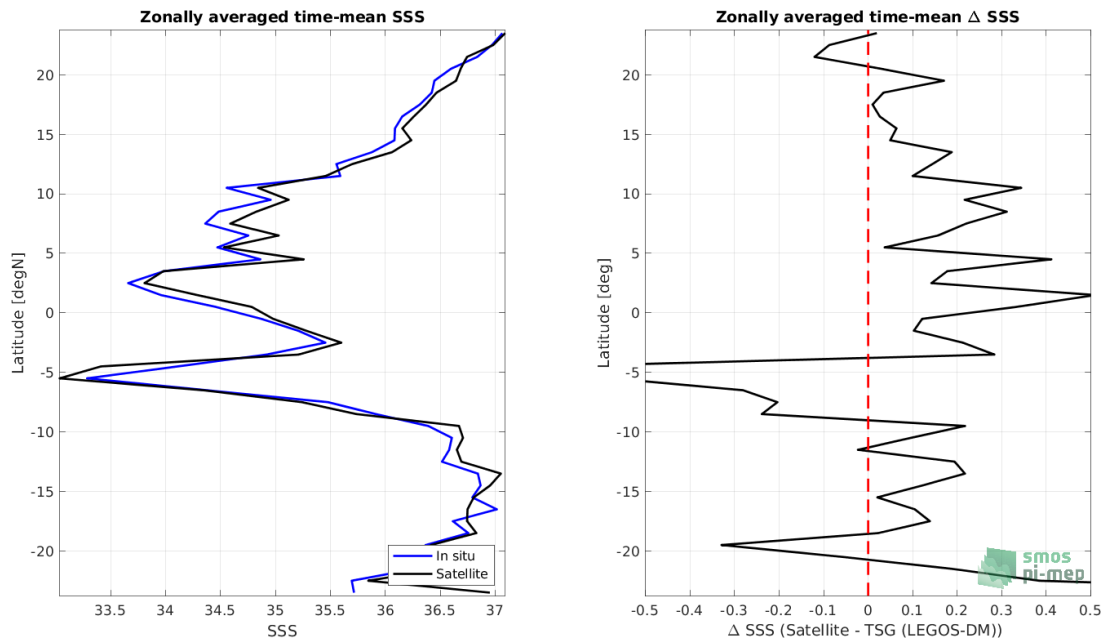 Zonally averaged time-mean SSS
20
15
10
5
0
-5
-10
-15
-20
Latitude [degN]
33.5 34 34.5 35 35.5 36 36.5 37
SSS
In situ
Satellite
Zonally averaged time-mean Δ SSS
20
15
10
5
0
-5
-10
-15
-20
Latitude [deg]
-0.5 -0.4 -0.3 -0.2 -0.1 0 0.1 0.2 0.3 0.4 0.5
Δ SSS (Satellite - TSG (LEGOS-DM))
smos
pi-mep